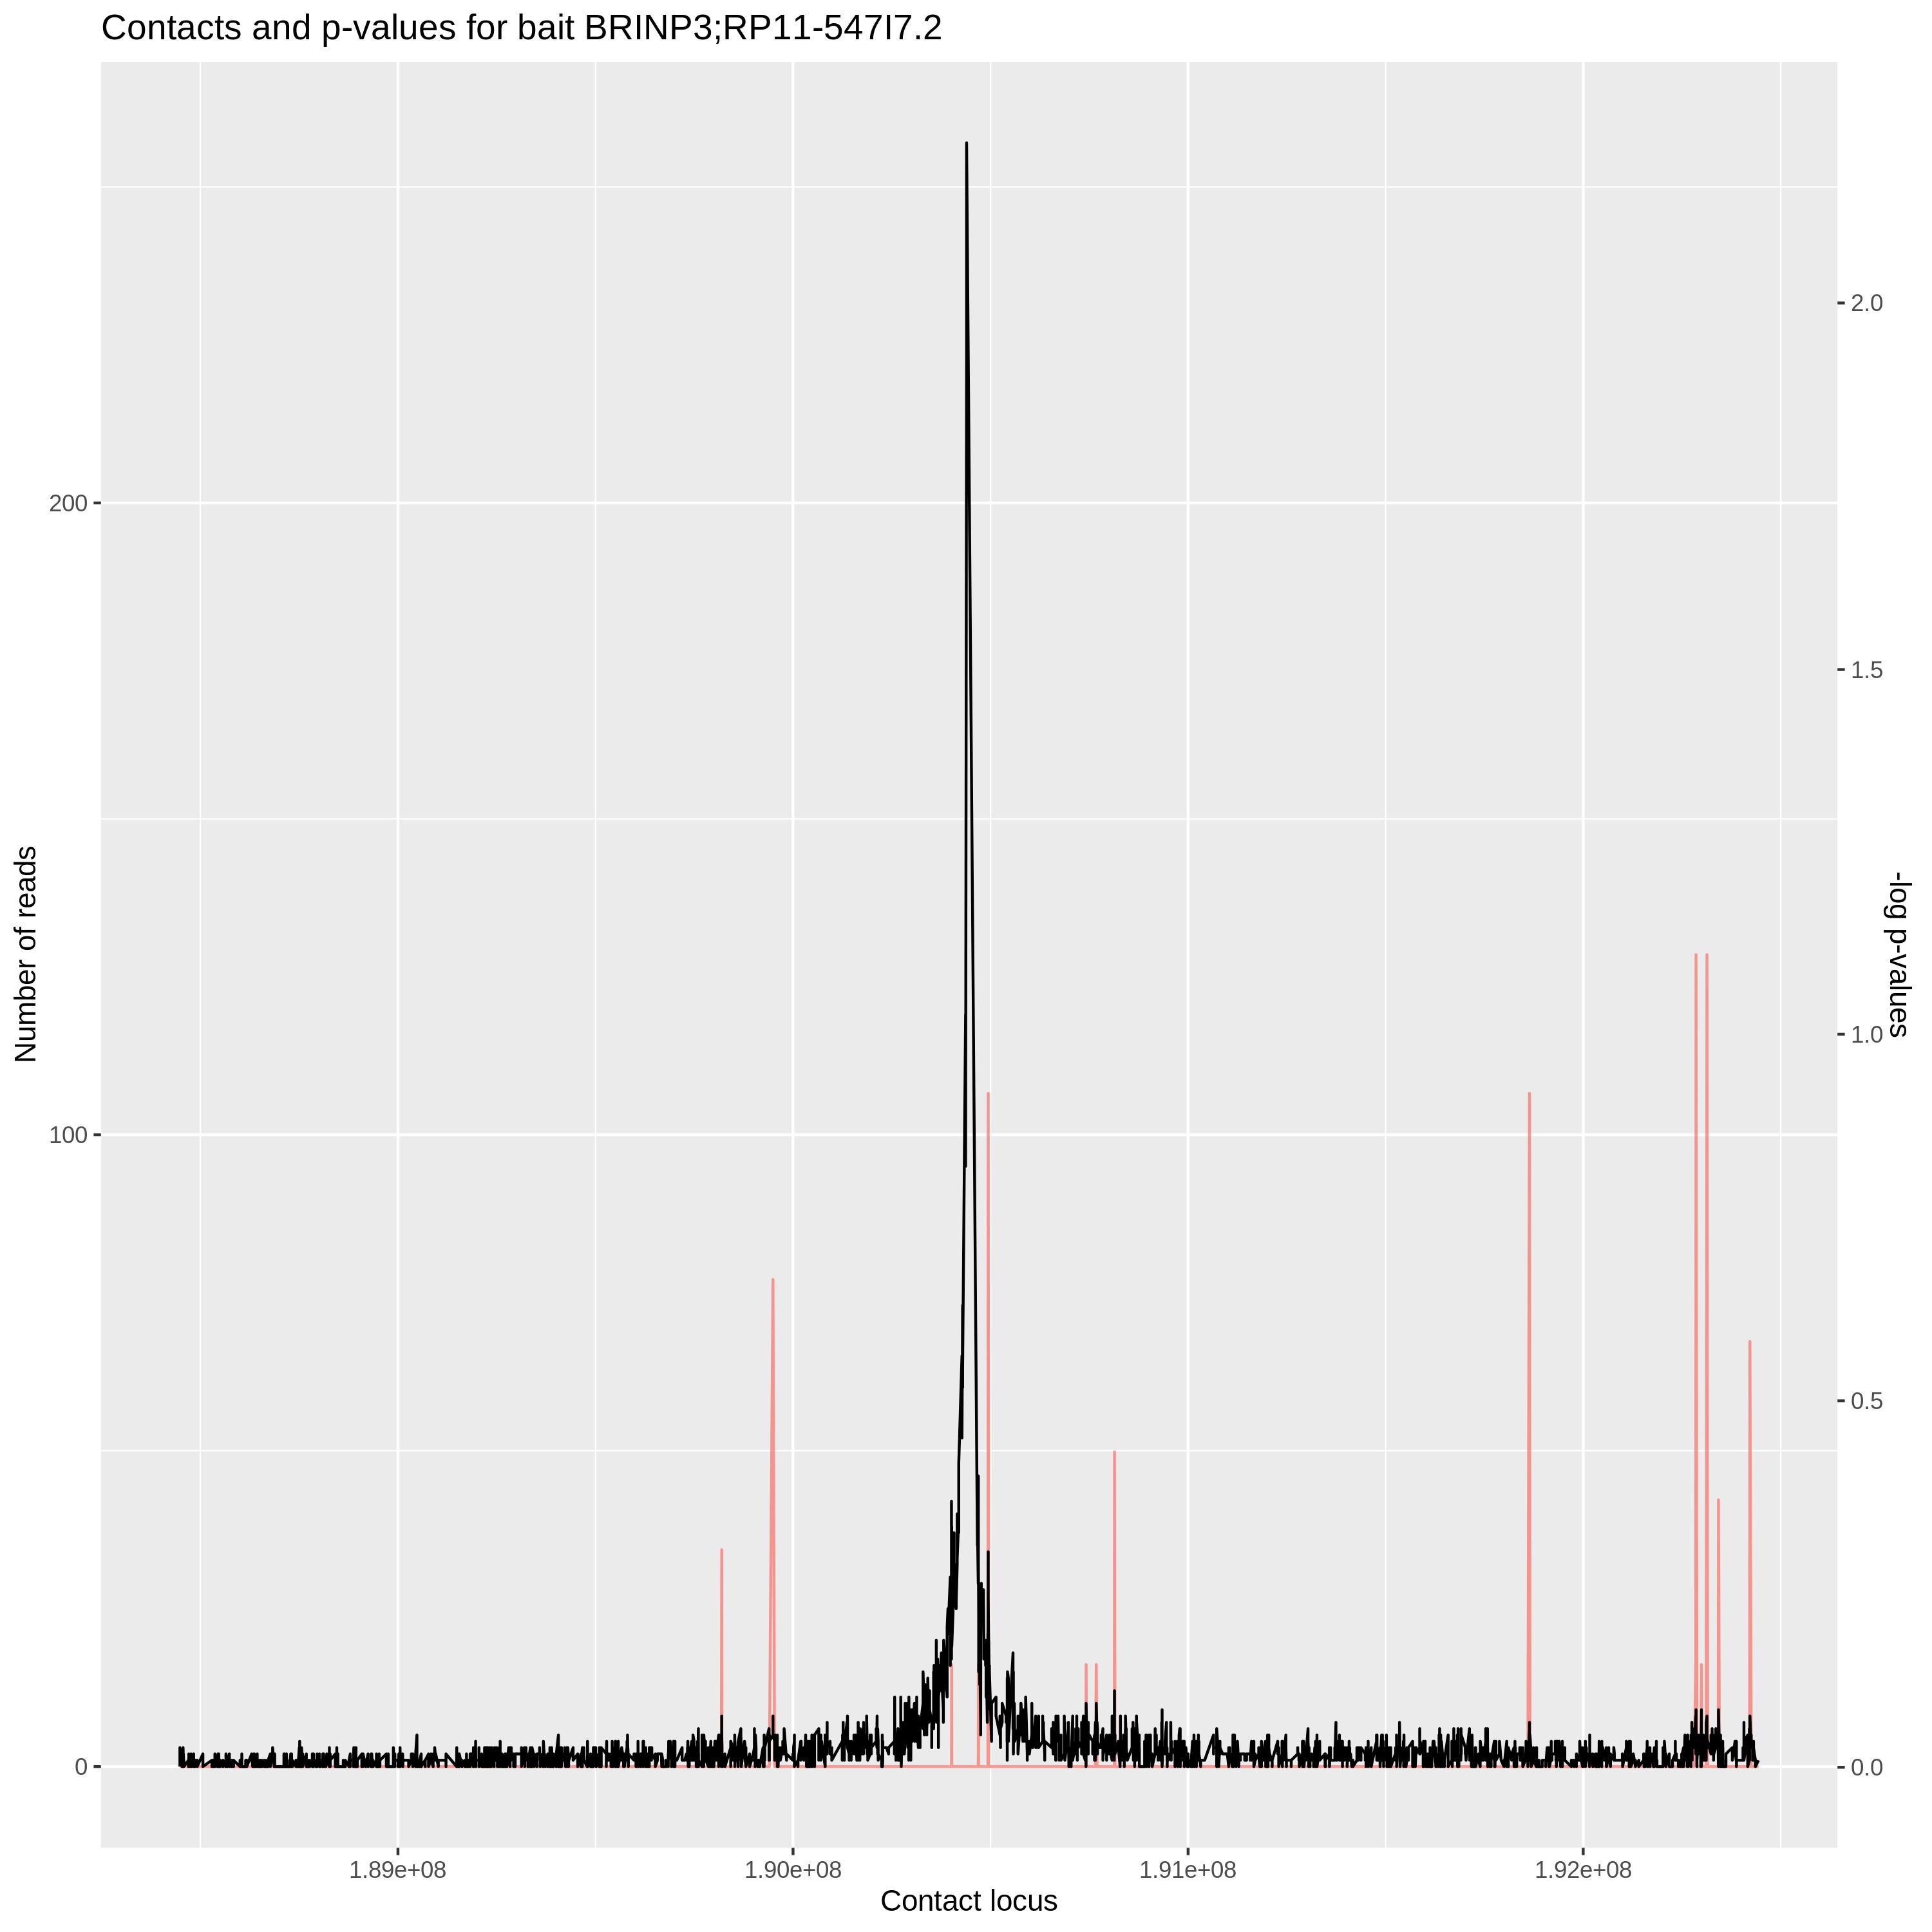 Contacts and p-values for bait BRINP3;RP11-547I7.2
Number of reads
200
100
0
2.0
1.5
1.0
0.5
0.0
-log p-values
1.89e+08
1.90e+08
1.91e+08
1.92e+08
Contact locus